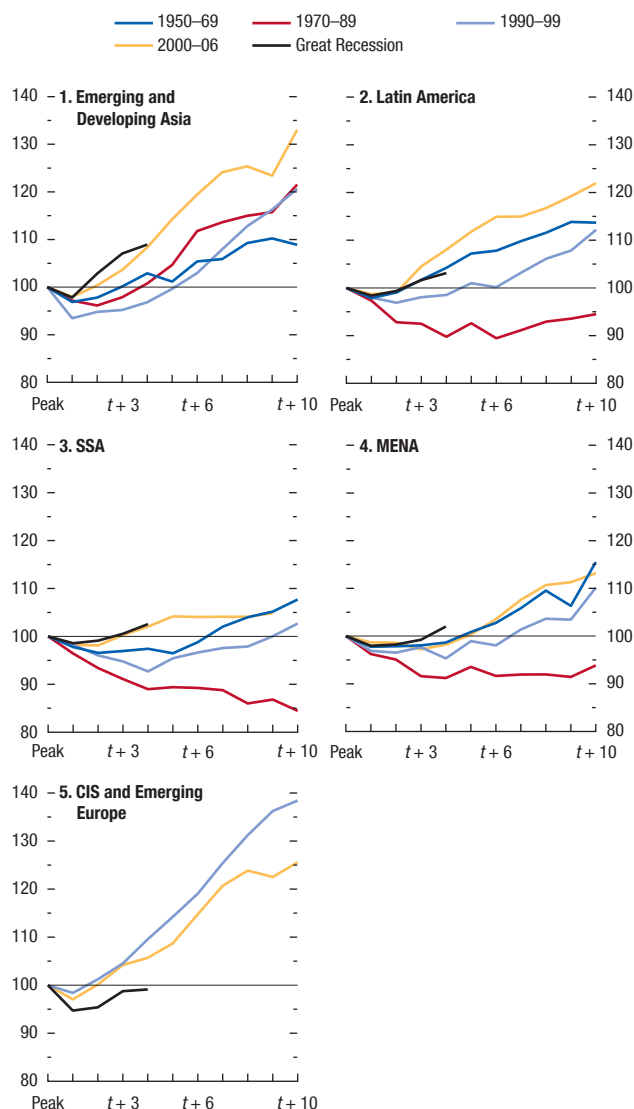 1950–69 1970–89 1990–99
2000–06 Great Recession
140 1. Emerging and Developing Asia
130
120
110
100
90
80
Peak t + 3 t + 6 t + 10
2. Latin America 140
130
120
110
100
90
80
Peak t + 3 t + 6 t + 10
140 3. SSA
130
120
110
100
90
80
Peak t + 3 t + 6 t + 10
4. MENA 140
130
120
110
100
90
80
Peak t + 3 t + 6 t + 10
140 5. CIS and Emerging Europe
130
120
110
100
90
80
Peak t + 3 t + 6 t + 10